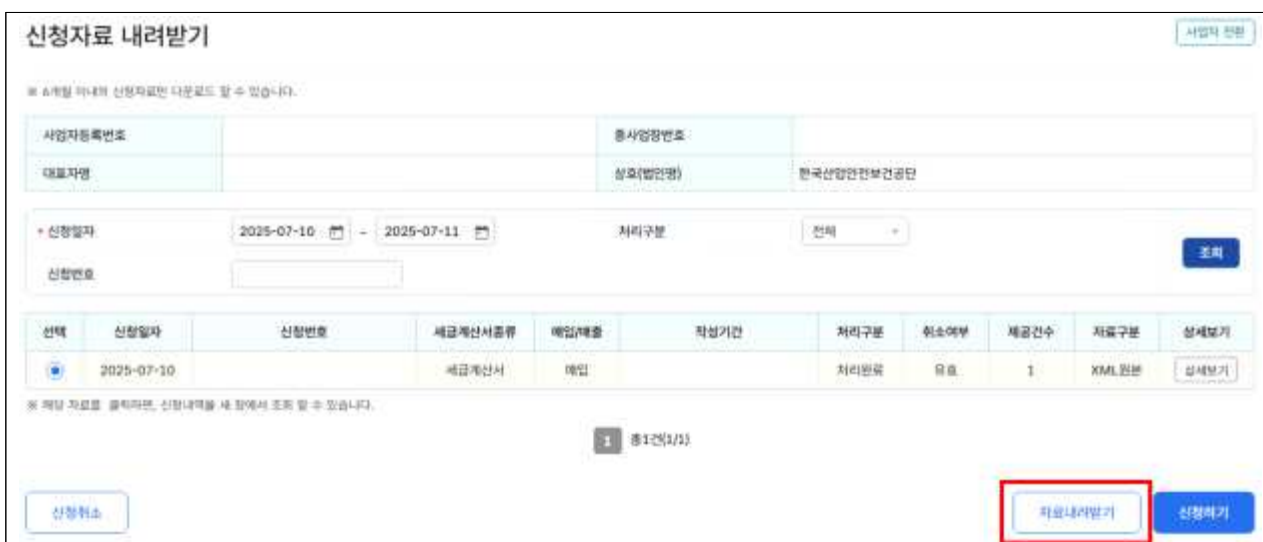 신청자료 내려받기
사업자 전환
※ 6개월 이내의 신청자료만 다운로드 할 수 있습니다.
사업자등록번호 종사업장번호
대표자명 상호(법인명) 한국산업안전보건공단
• 신청일자 2025-07-10 - 2025-07-11 처리구분 전체
조회
신청번호
선택 신청일자 신청번호 세금계산서종류 매입/매출 작성기간 처리구분 취소여부 제공건수 자료구분 상세보기
2025-07-10 세금계산서 매입 처리완료 유효 1 XML원본 상세보기
※ 해당 자료를 클릭하면, 신청내역을 새 창에서 조회 할 수 있습니다.
1 총1건(1/1)
신청취소 자료내려받기 신청하기